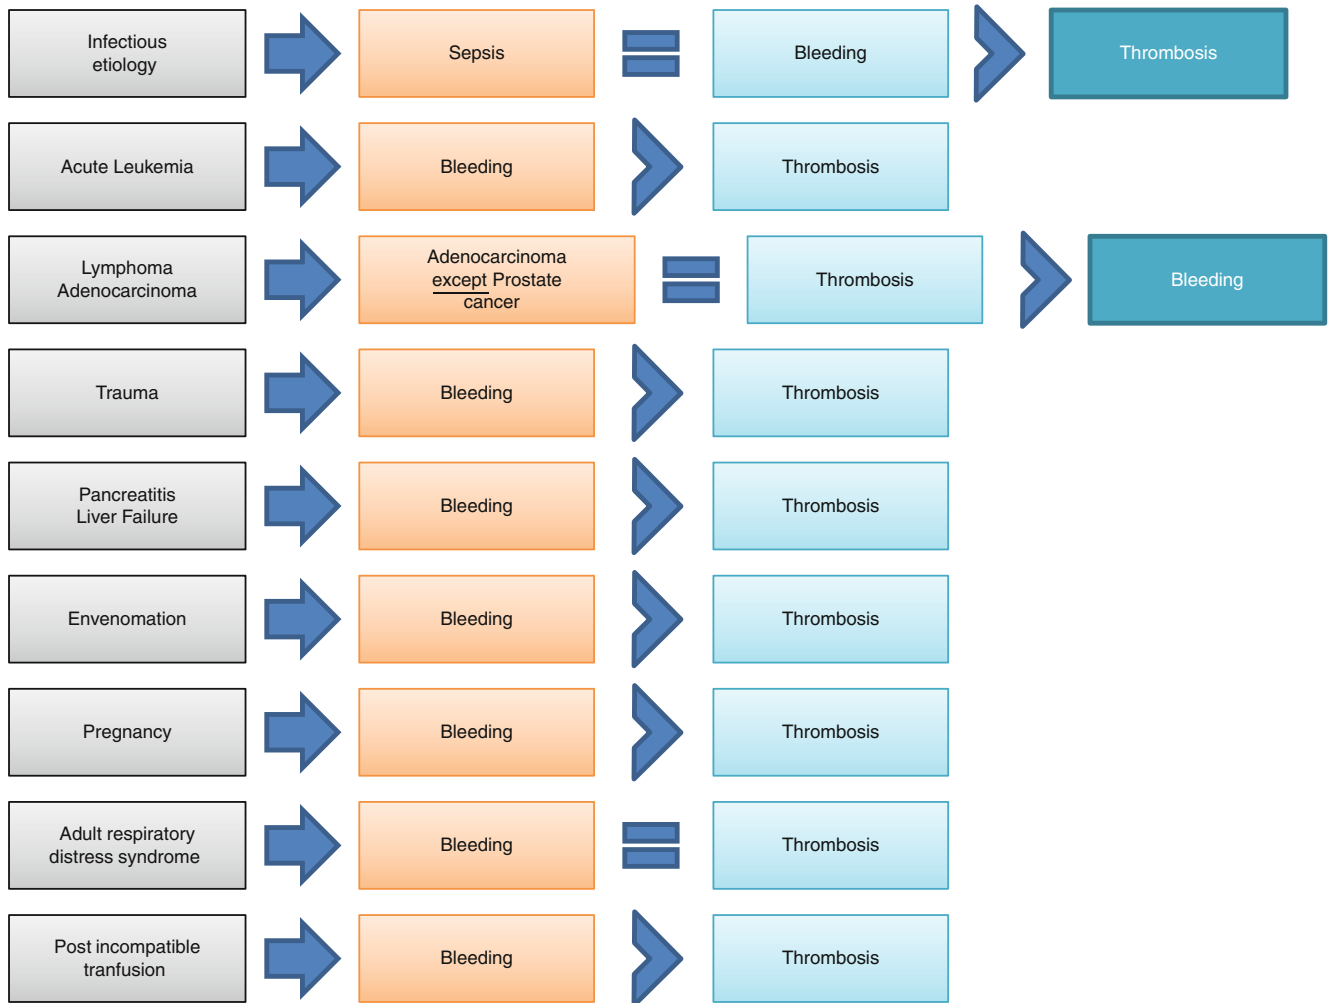 Infectious
etiology
Sepsis
Bleeding
Thrombosis
Acute Leukemia
Bleeding
Thrombosis
Lymphoma
Adenocarcinoma
Adenocarcinoma
except Prostate
cancer
Thrombosis
Bleeding
Trauma
Bleeding
Thrombosis
Pancreatitis
Liver Failure
Bleeding
Thrombosis
Envenomation
Bleeding
Thrombosis
Pregnancy
Bleeding
Thrombosis
Adult respiratory
distress syndrome
Bleeding
Thrombosis
Post incompatible
tranfusion
Bleeding
Thrombosis